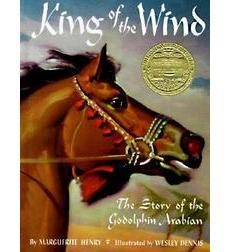 King of the Wind
The Story of the
Godolphin Arabian
By MARGUERITE HENRY Illustrated by WESLEY DENNIS